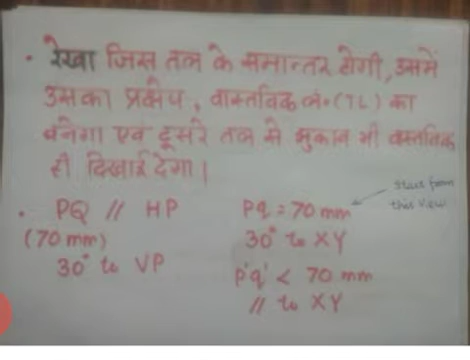 • रेखा जिस तल के समान्तर होगी, उसमें
उसका प्रक्षेप, वास्तविक लं॰ (TL) का
बनेगा एवं दूसरे तल से झुकाव भी वास्तविक
ही दिखाई देगा।
• PQ // HP
(70 mm)
30° to VP
Pq = 70 mm
start from
this view
30° to XY
p'q' < 70 mm
// to XY